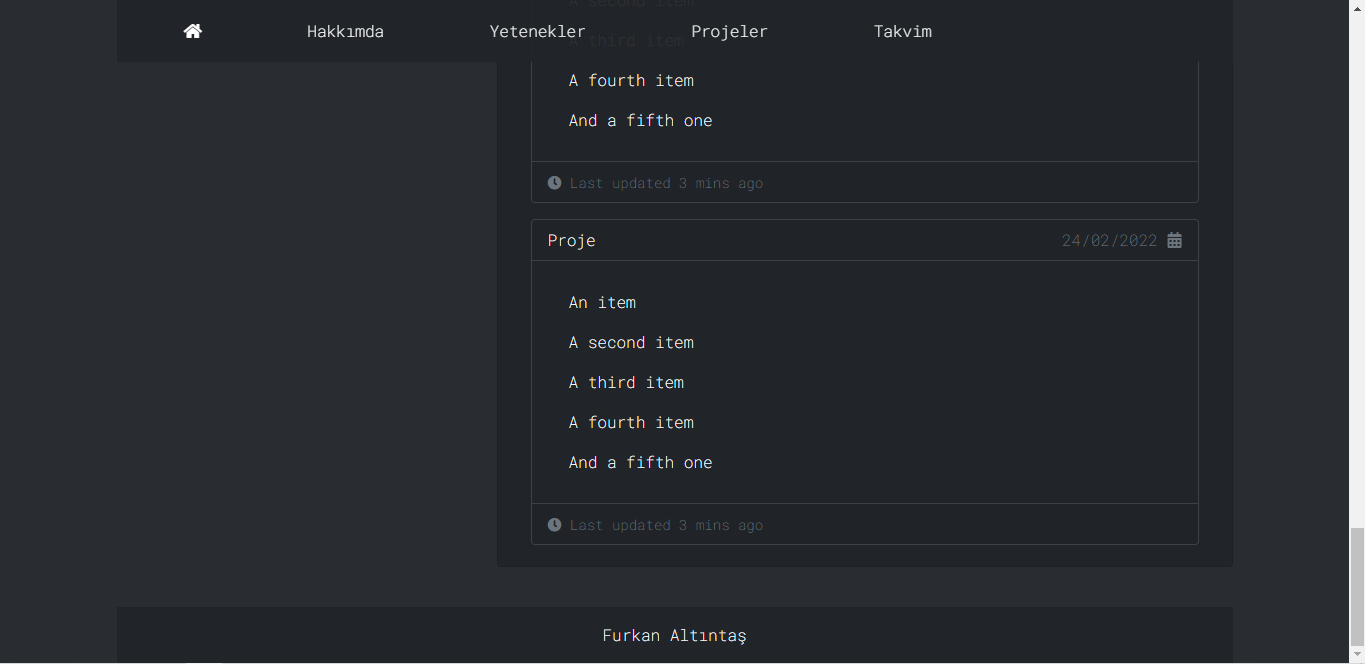 A second item
Hakkımda Yetenekler Projeler Takvim
A third item
A fourth item
And a fifth one
Last updated 3 mins ago
Proje 24/02/2022
An item
A second item
A third item
A fourth item
And a fifth one
Last updated 3 mins ago
Furkan Altıntaş